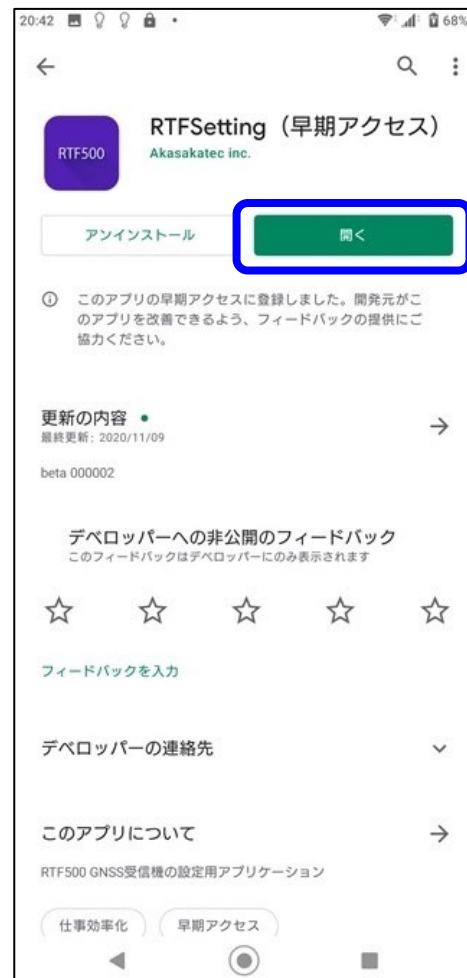 20:42
68%
RTFSetting（早期アクセス）
RTF500
Akasakatec inc.
アンインストール
開く
このアプリの早期アクセスに登録しました。開発元がこ
のアプリを改善できるよう、フィードバックの提供にご
協力ください。
更新の内容
最終更新: 2020/11/09
beta 000002
デベロッパーへの非公開のフィードバック
このフィードバックはデベロッパーにのみ表示されます
フィードバックを入力
デベロッパーの連絡先
このアプリについて
RTF500 GNSS受信機の設定用アプリケーション
仕事効率化
早期アクセス